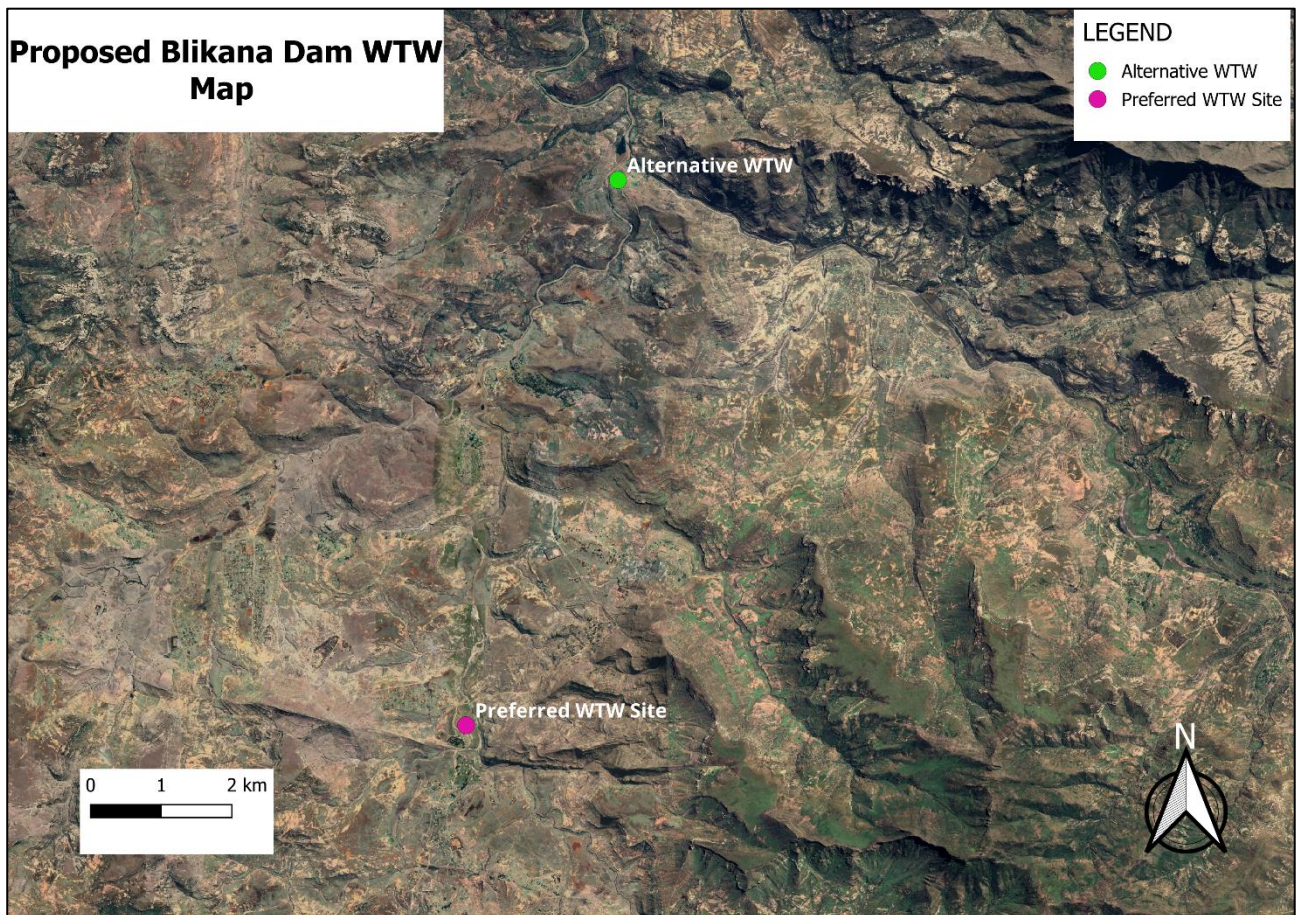 Proposed Blikana Dam WTW
Map
LEGEND
Alternative WTW
Preferred WTW Site
Alternative WTW
Preferred WTW Site
N
0 1 2 km